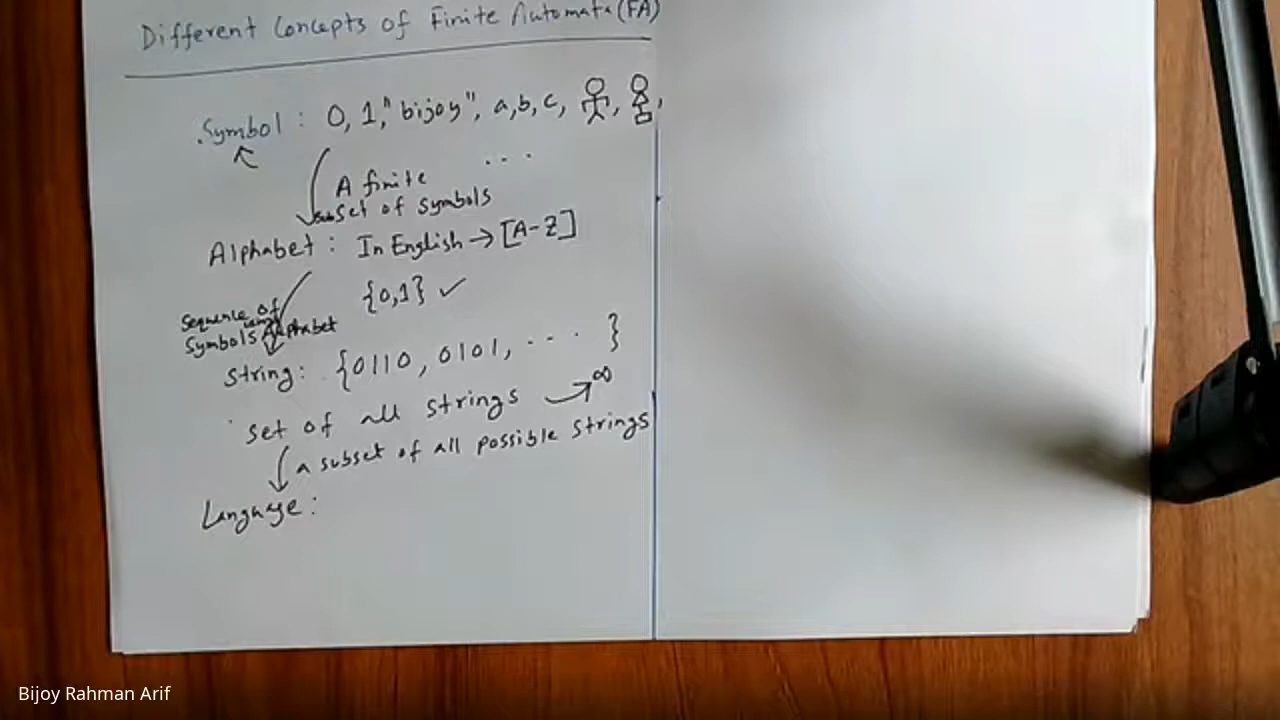 Different Concepts of Finite Automata (FA)
Symbol : 0, 1, "bijoy", a, b, c,
...
A finite
set of symbols
Alphabet : In English → [A-Z]
{0,1} ✓
Sequence of
Symbols Alphabet
String : {0110, 0101, ... }
set of all strings → ∞
a subset of all possible strings
Language :
Bijoy Rahman Arif